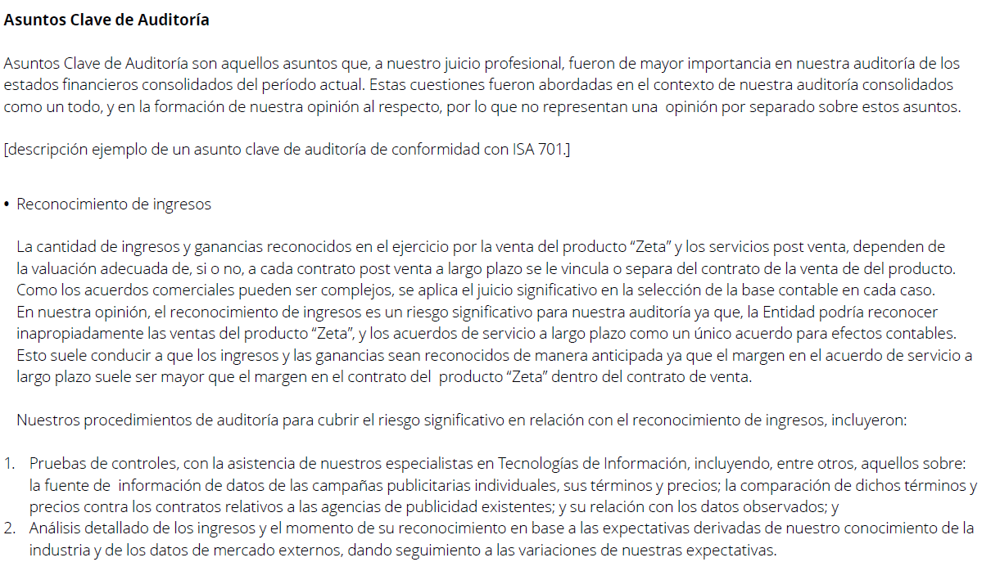 Asuntos Clave de Auditoría
Asuntos Clave de Auditoría son aquellos asuntos que, a nuestro juicio profesional, fueron de mayor importancia en nuestra auditoría de los
estados financieros consolidados del período actual. Estas cuestiones fueron abordadas en el contexto de nuestra auditoría consolidados
como un todo, y en la formación de nuestra opinión al respecto, por lo que no representan una opinión por separado sobre estos asuntos.
[descripción ejemplo de un asunto clave de auditoría de conformidad con ISA 701.]
• Reconocimiento de ingresos
La cantidad de ingresos y ganancias reconocidos en el ejercicio por la venta del producto “Zeta” y los servicios post venta, dependen de
la valuación adecuada de, si o no, a cada contrato post venta a largo plazo se le vincula o separa del contrato de la venta de del producto.
Como los acuerdos comerciales pueden ser complejos, se aplica el juicio significativo en la selección de la base contable en cada caso.
En nuestra opinión, el reconocimiento de ingresos es un riesgo significativo para nuestra auditoría ya que, la Entidad podría reconocer
inapropiadamente las ventas del producto “Zeta”, y los acuerdos de servicio a largo plazo como un único acuerdo para efectos contables.
Esto suele conducir a que los ingresos y las ganancias sean reconocidos de manera anticipada ya que el margen en el acuerdo de servicio a
largo plazo suele ser mayor que el margen en el contrato del producto “Zeta” dentro del contrato de venta.
Nuestros procedimientos de auditoría para cubrir el riesgo significativo en relación con el reconocimiento de ingresos, incluyeron:
1. Pruebas de controles, con la asistencia de nuestros especialistas en Tecnologías de Información, incluyendo, entre otros, aquellos sobre:
la fuente de información de datos de las campañas publicitarias individuales, sus términos y precios; la comparación de dichos términos y
precios contra los contratos relativos a las agencias de publicidad existentes; y su relación con los datos observados; y
2. Análisis detallado de los ingresos y el momento de su reconocimiento en base a las expectativas derivadas de nuestro conocimiento de la
industria y de los datos de mercado externos, dando seguimiento a las variaciones de nuestras expectativas.